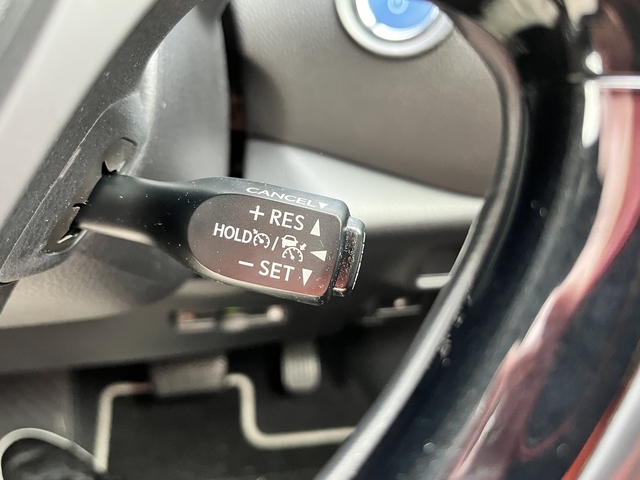 CANCEL▼
+ RES ▲
HOLD / ◀
− SET ▼